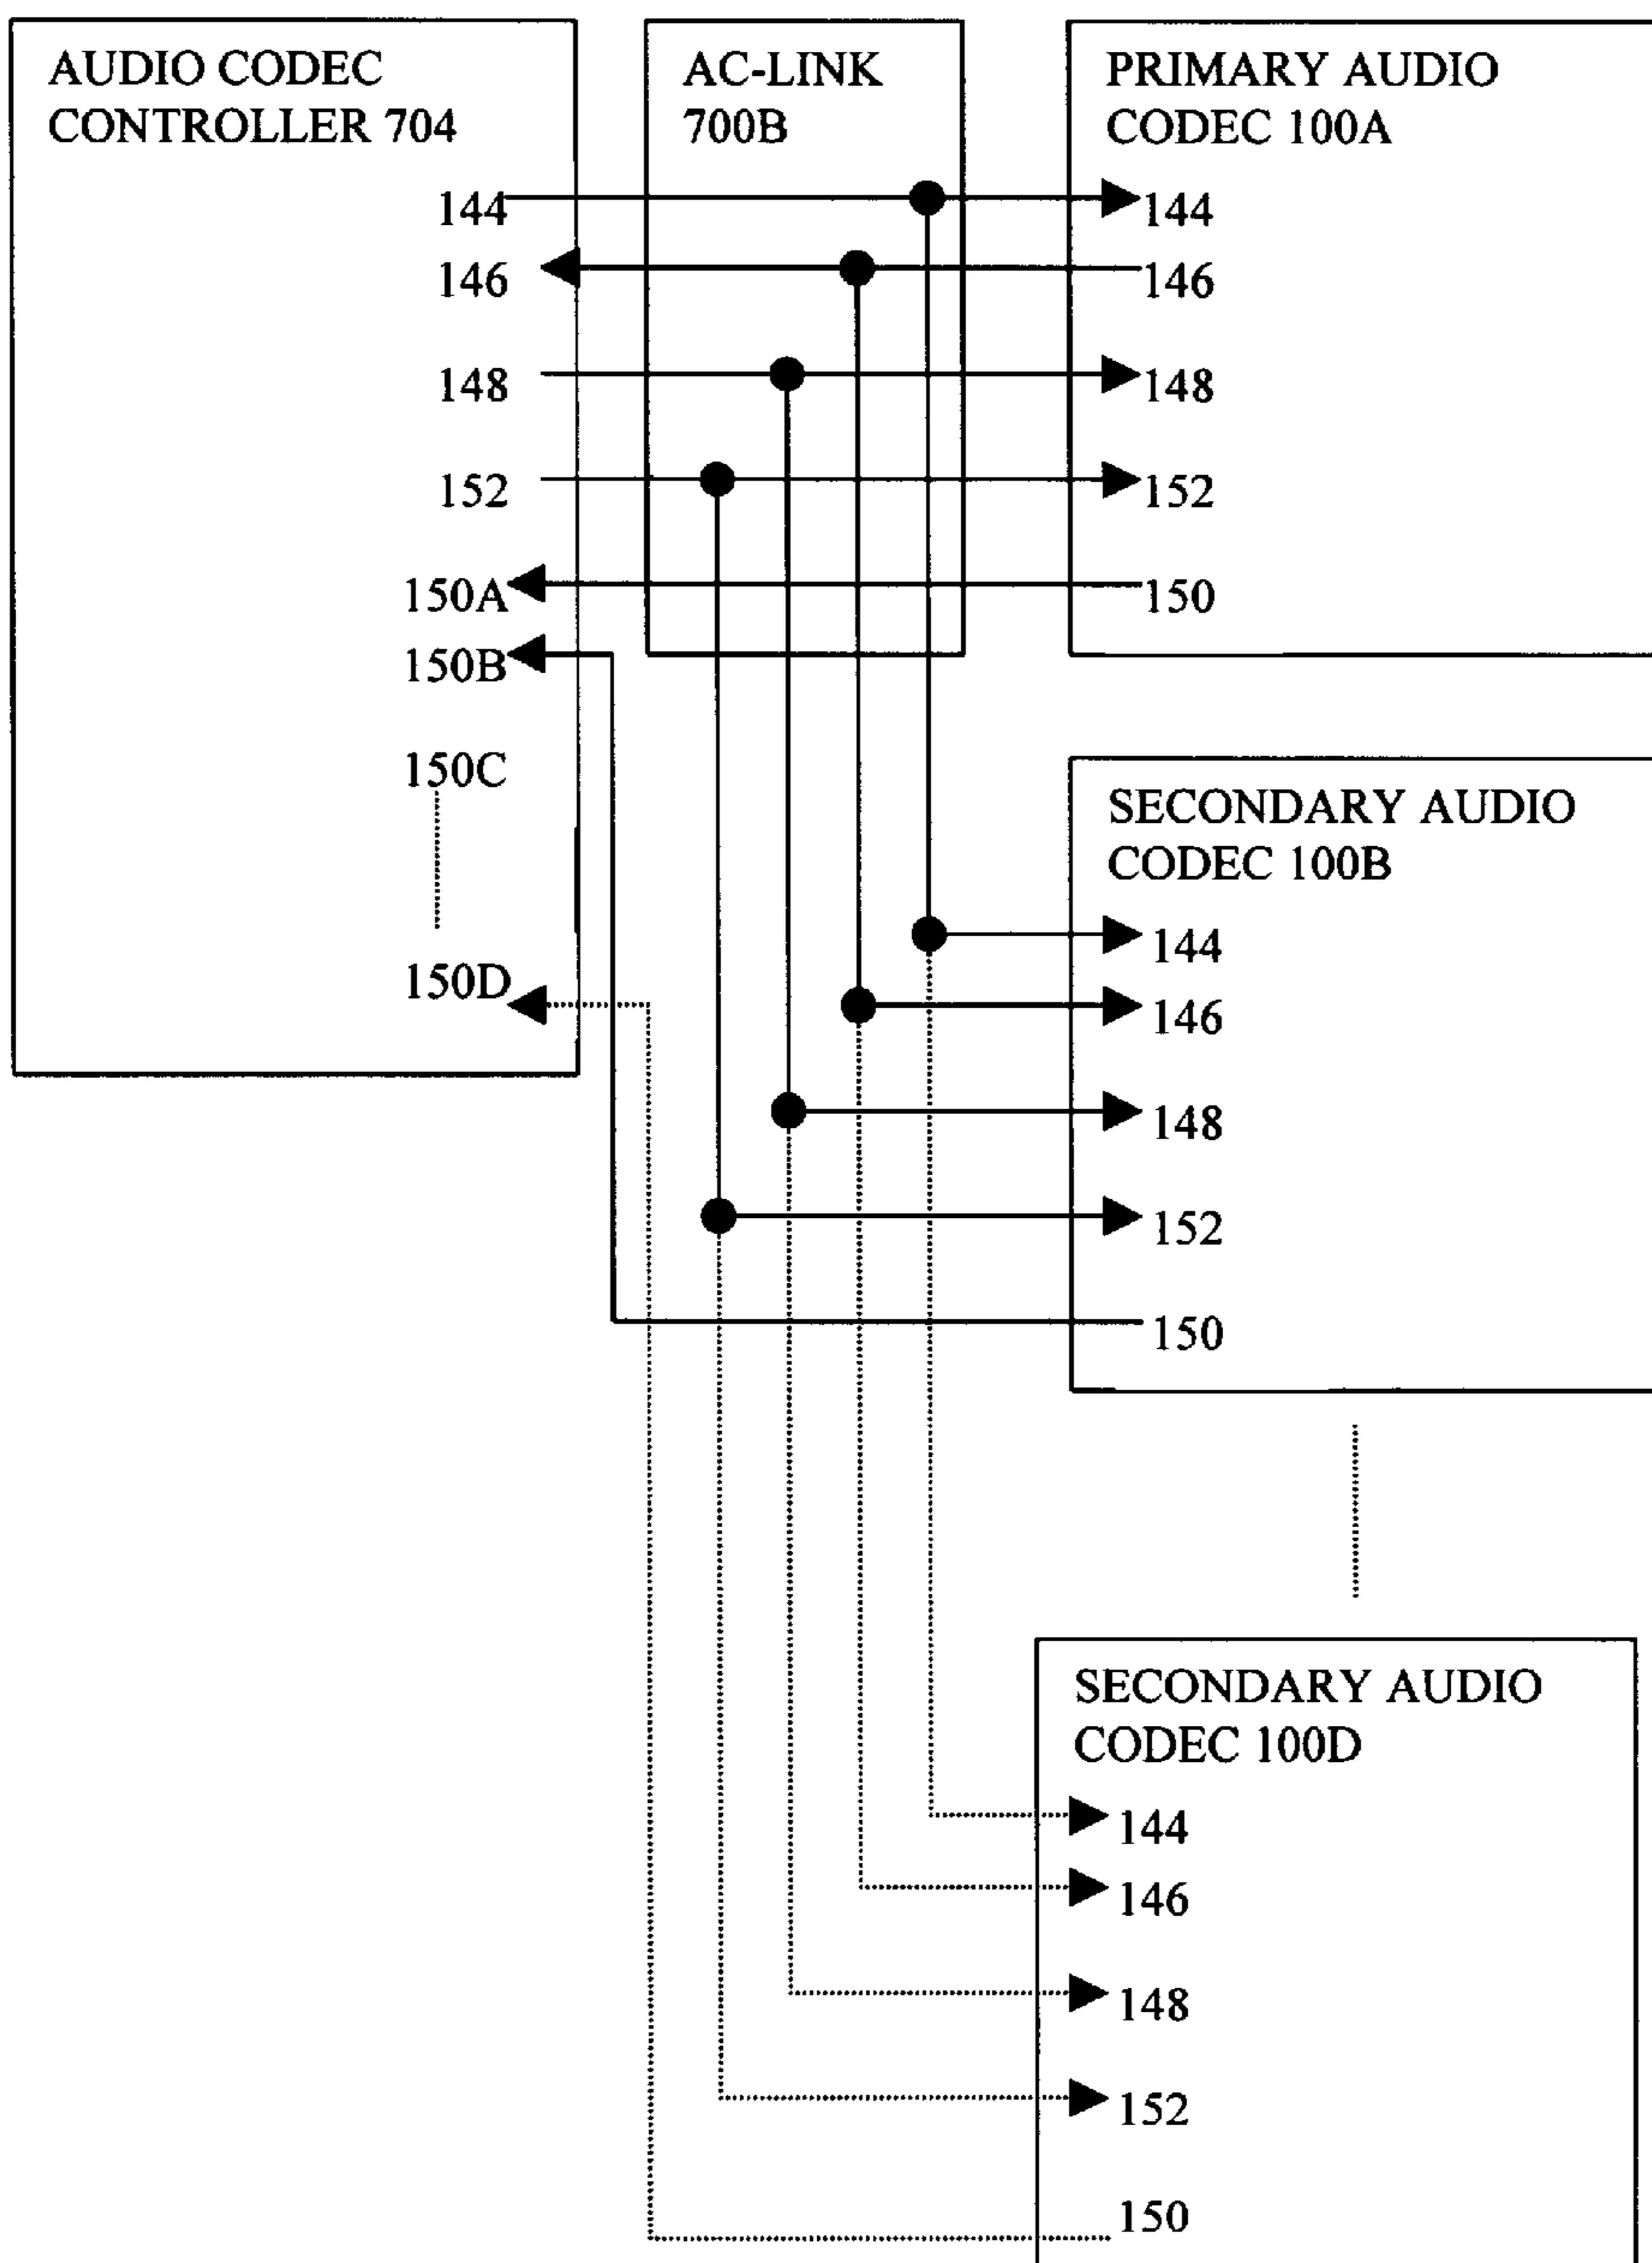 AUDIO CODEC
CONTROLLER 704
144
146
148
152
150A
150B
150C
150D
AC-LINK
700B
PRIMARY AUDIO
CODEC 100A
144
146
148
152
150
SECONDARY AUDIO
CODEC 100B
144
146
148
152
150
SECONDARY AUDIO
CODEC 100D
144
146
148
152
150